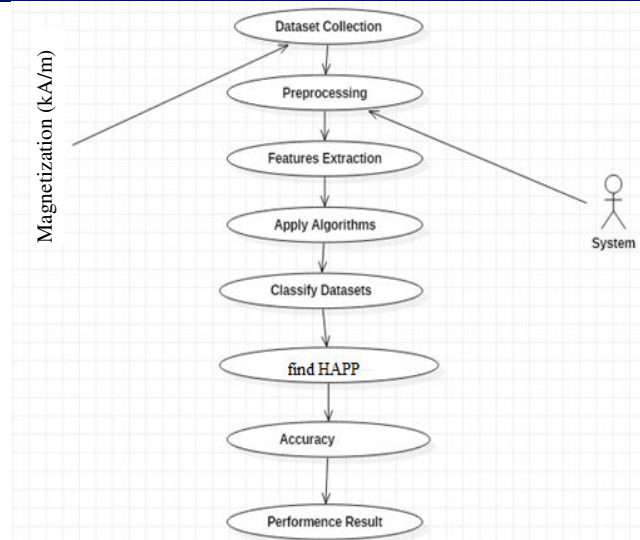 Dataset Collection
Magnetization (kA/m)
Preprocessing
Features Extraction
System
Apply Algorithms
Classify Datasets
find HAPP
Accuracy
Performence Result